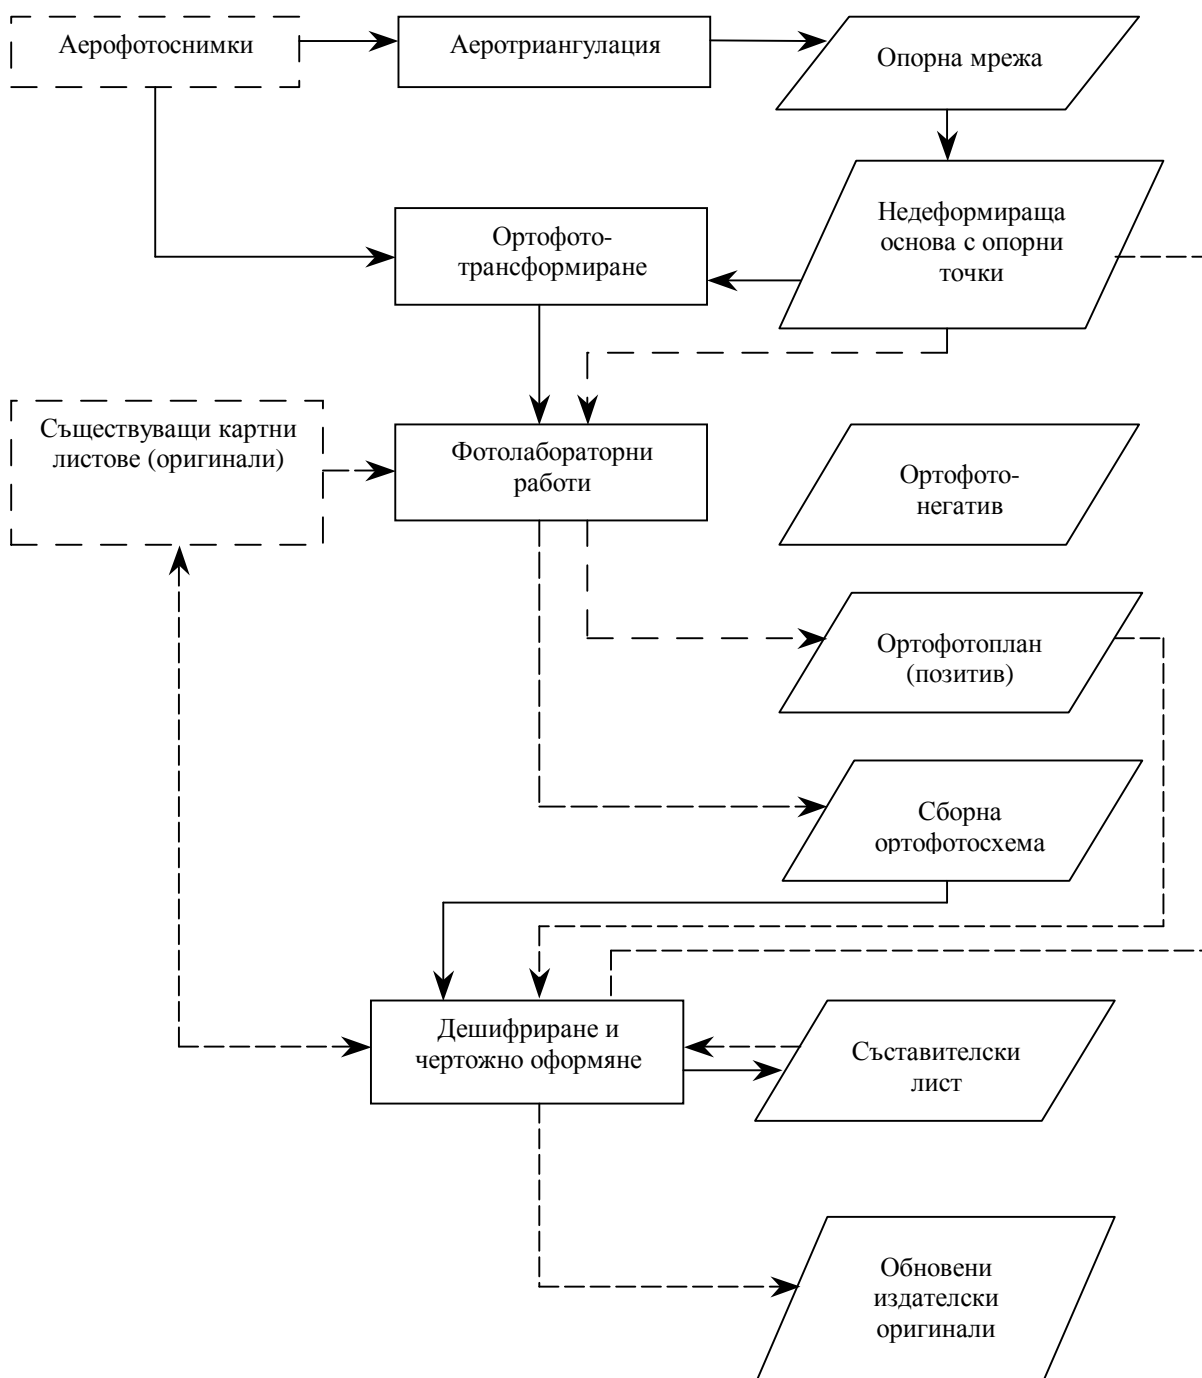 Аерофотоснимки
Аеротриангулация
Опорна мрежа
Недеформираща
основа с опорни
точки
Ортофото-
трансформиране
Съществуващи картни
листове (оригинали)
Фотолабораторни
работи
Ортофото-
негатив
Ортофотоплан
(позитив)
Сборна
ортофотосхема
Дешифриране и
чертожно оформяне
Съставителски
лист
Обновени
издателски
оригинали